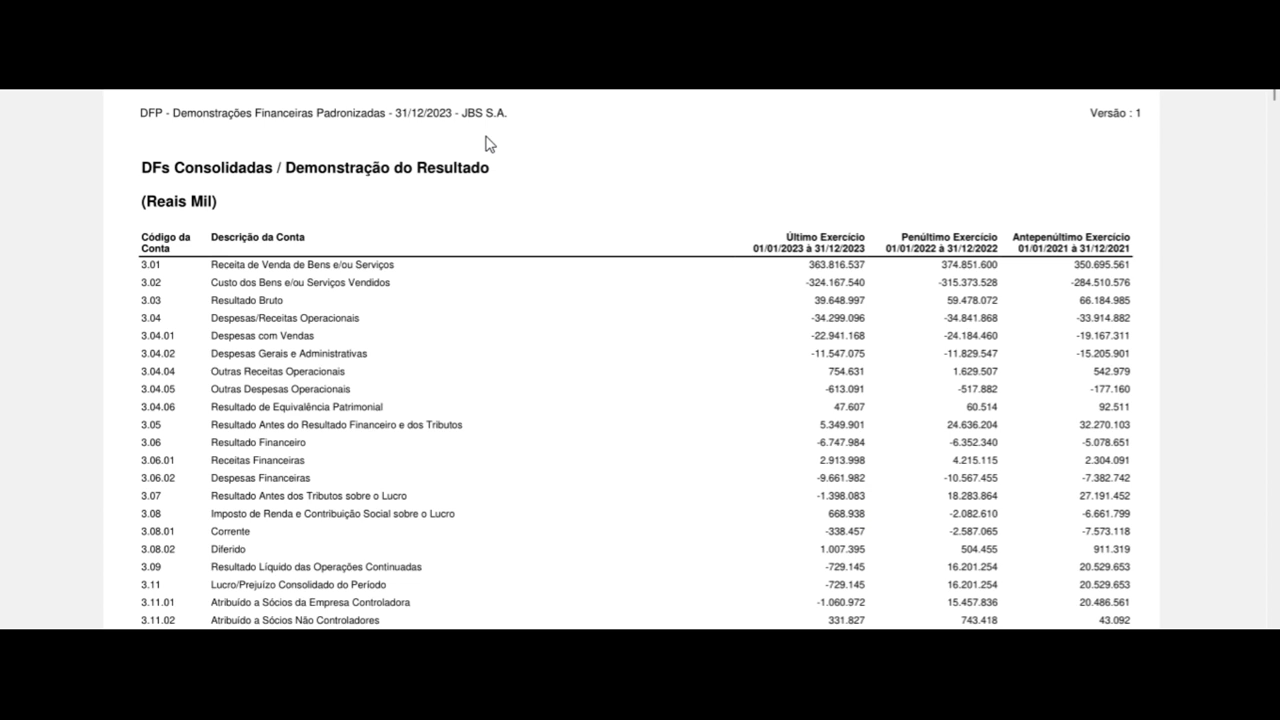 DFP - Demonstrações Financeiras Padronizadas - 31/12/2023 - JBS S.A. Versão : 1
DFs Consolidadas / Demonstração do Resultado
(Reais Mil)
Código da Conta Descrição da Conta Último Exercício 01/01/2023 à 31/12/2023 Penúltimo Exercício 01/01/2022 à 31/12/2022 Antepenúltimo Exercício 01/01/2021 à 31/12/2021
3.01 Receita de Venda de Bens e/ou Serviços 363.816.537 374.851.600 350.695.561
3.02 Custo dos Bens e/ou Serviços Vendidos -324.167.540 -315.373.528 -284.510.576
3.03 Resultado Bruto 39.648.997 59.478.072 66.184.985
3.04 Despesas/Receitas Operacionais -34.299.096 -34.841.868 -33.914.882
3.04.01 Despesas com Vendas -22.941.168 -24.184.460 -19.167.311
3.04.02 Despesas Gerais e Administrativas -11.547.075 -11.829.547 -15.205.901
3.04.04 Outras Receitas Operacionais 754.631 1.629.507 542.979
3.04.05 Outras Despesas Operacionais -613.091 -517.882 -177.160
3.04.06 Resultado de Equivalência Patrimonial 47.607 60.514 92.511
3.05 Resultado Antes do Resultado Financeiro e dos Tributos 5.349.901 24.636.204 32.270.103
3.06 Resultado Financeiro -6.747.984 -6.352.340 -5.078.651
3.06.01 Receitas Financeiras 2.913.998 4.215.115 2.304.091
3.06.02 Despesas Financeiras -9.661.982 -10.567.455 -7.382.742
3.07 Resultado Antes dos Tributos sobre o Lucro -1.398.083 18.283.864 27.191.452
3.08 Imposto de Renda e Contribuição Social sobre o Lucro 668.938 -2.082.610 -6.661.799
3.08.01 Corrente -338.457 -2.587.065 -7.573.118
3.08.02 Diferido 1.007.395 504.455 911.319
3.09 Resultado Líquido das Operações Continuadas -729.145 16.201.254 20.529.653
3.11 Lucro/Prejuízo Consolidado do Período -729.145 16.201.254 20.529.653
3.11.01 Atribuído a Sócios da Empresa Controladora -1.060.972 15.457.836 20.486.561
3.11.02 Atribuído a Sócios Não Controladores 331.827 743.418 43.092